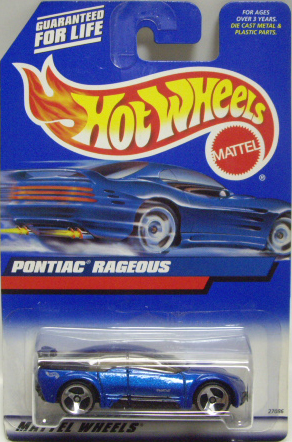 GUARANTEED
FOR LIFE
FOR AGES
OVER 3 YEARS.
DIE CAST METAL &
PLASTIC PARTS.
HOT WHEELS
MATTEL
®
PONTIAC® RAGEOUS
MATTEL WHEELS